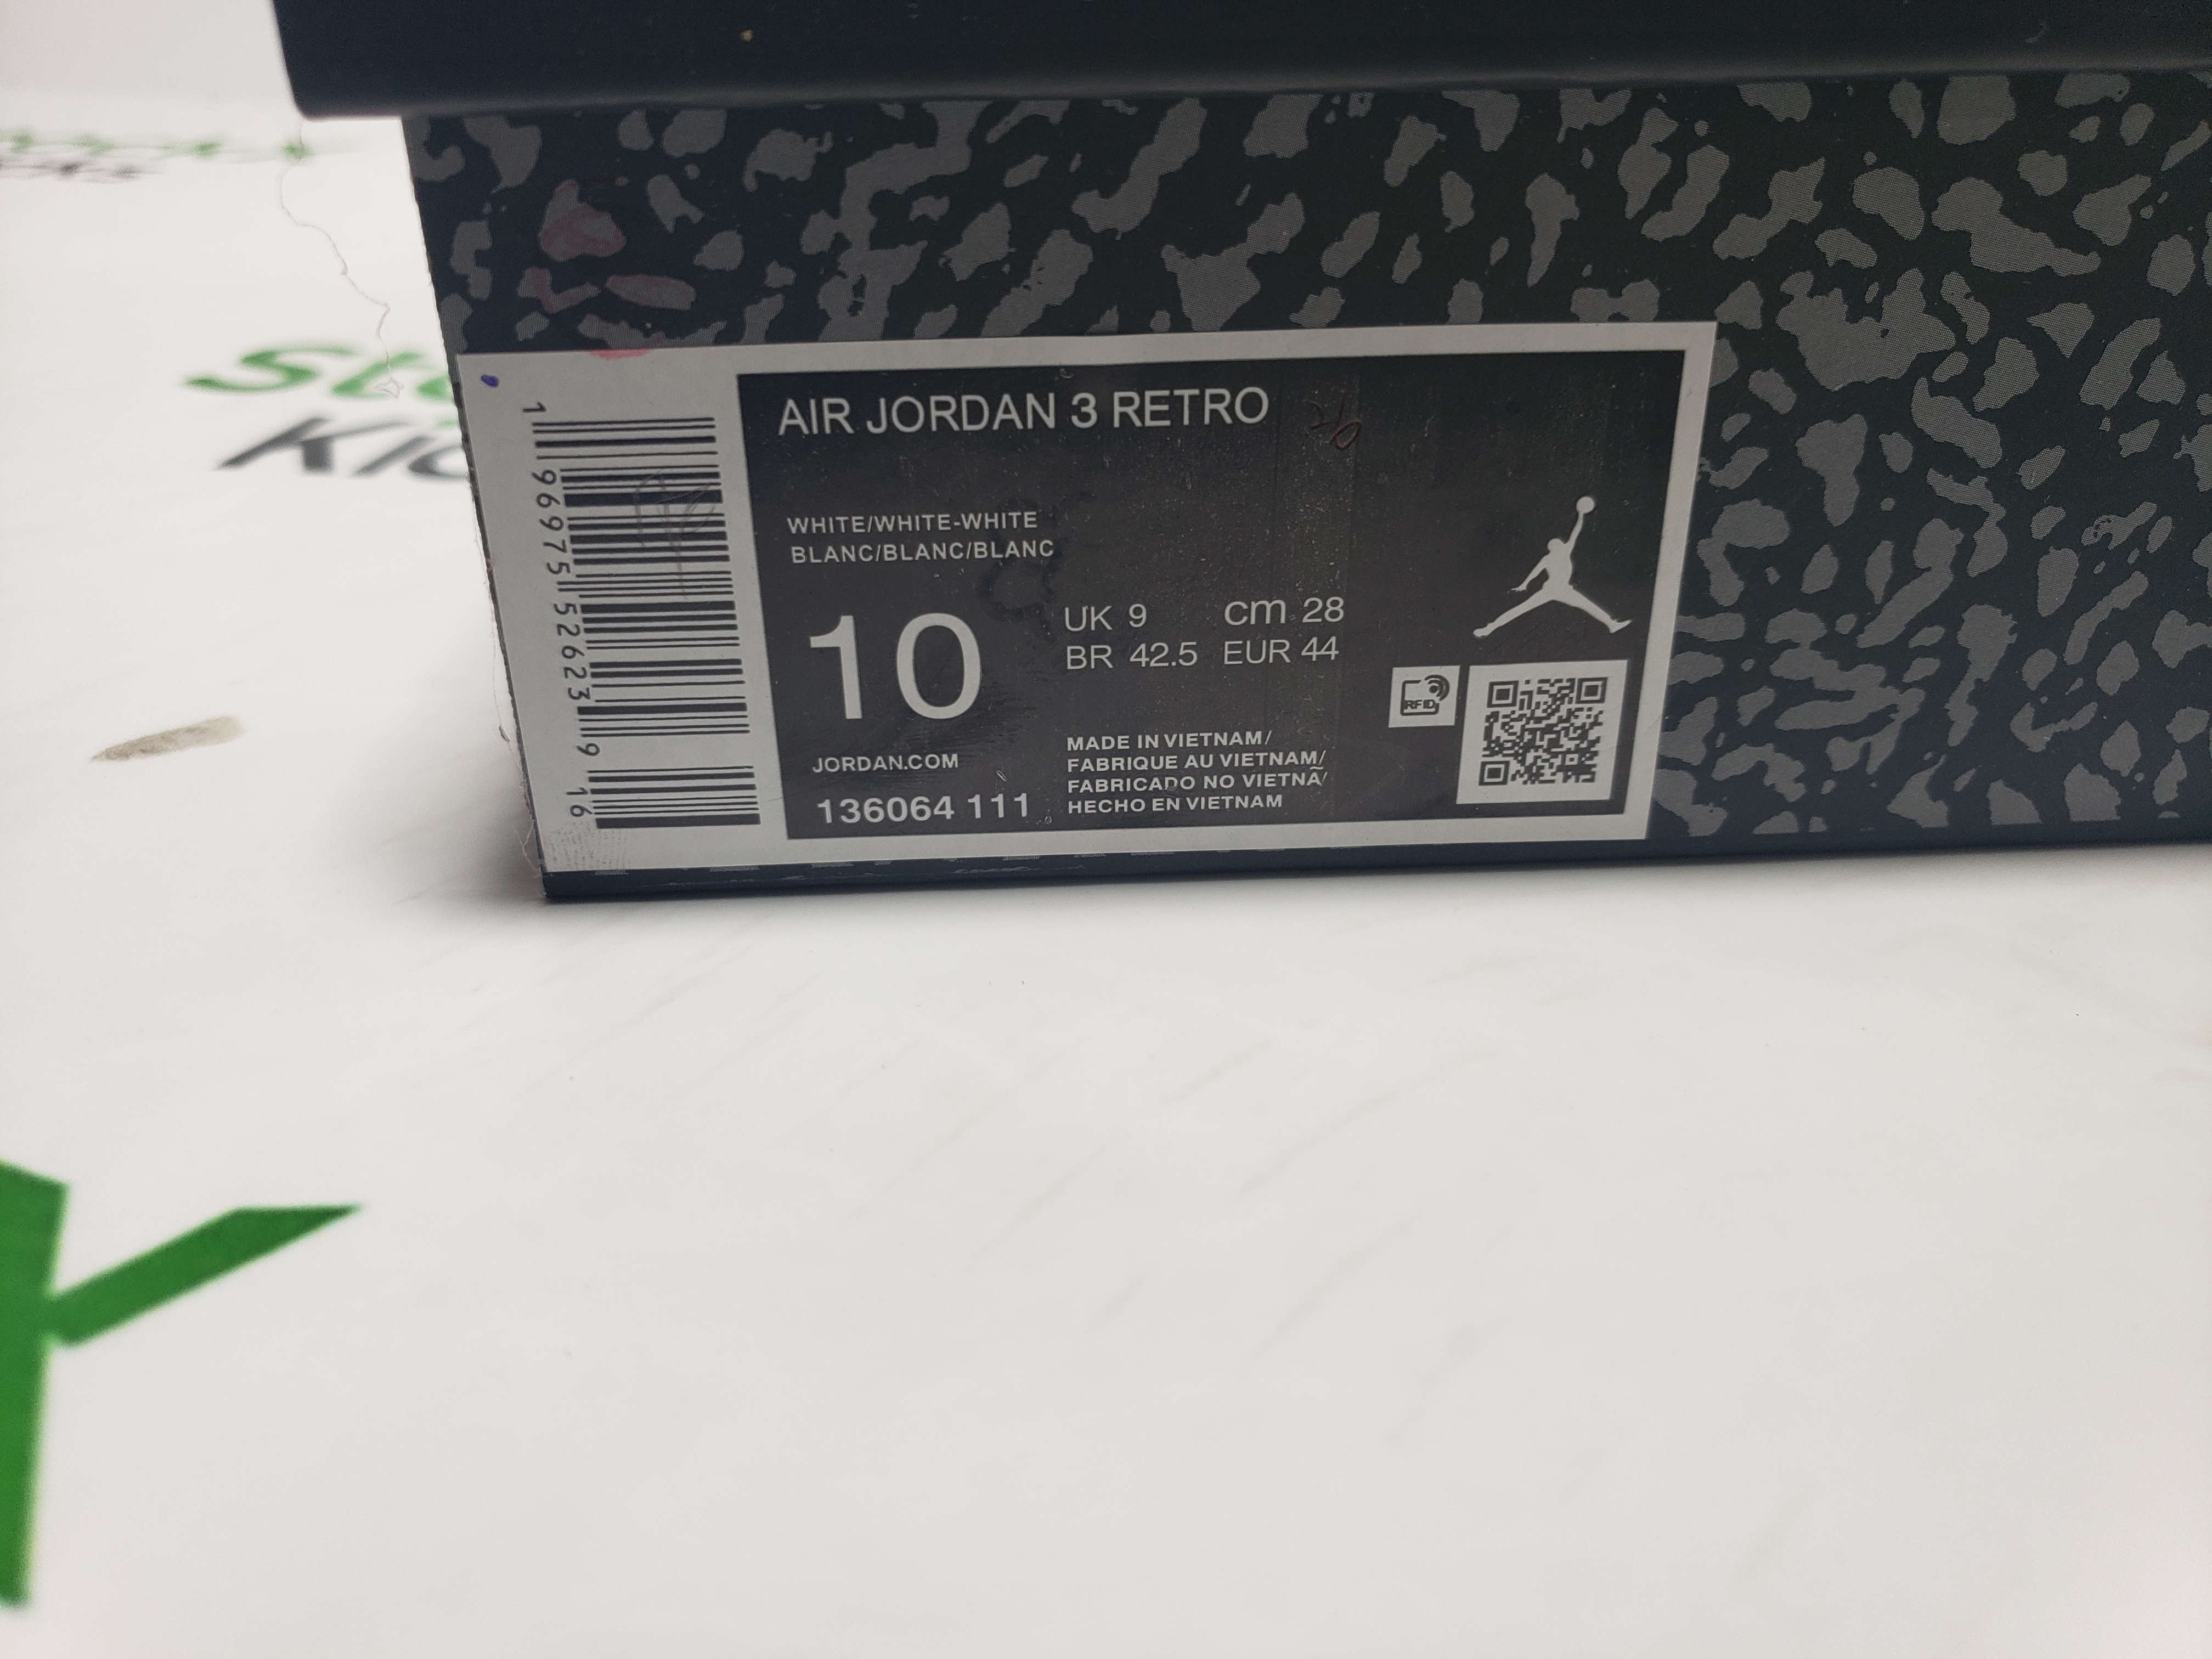 AIR JORDAN 3 RETRO
WHITE/WHITE-WHITE
BLANC/BLANC/BLANC
10
UK 9 cm 28
BR 42.5 EUR 44
JORDAN.COM
136064 111
MADE IN VIETNAM/
FABRIQUE AU VIETNAM/
FABRICADO NO VIETNÃ/
HECHO EN VIETNAM
RFID
1 96975 52623 9 16